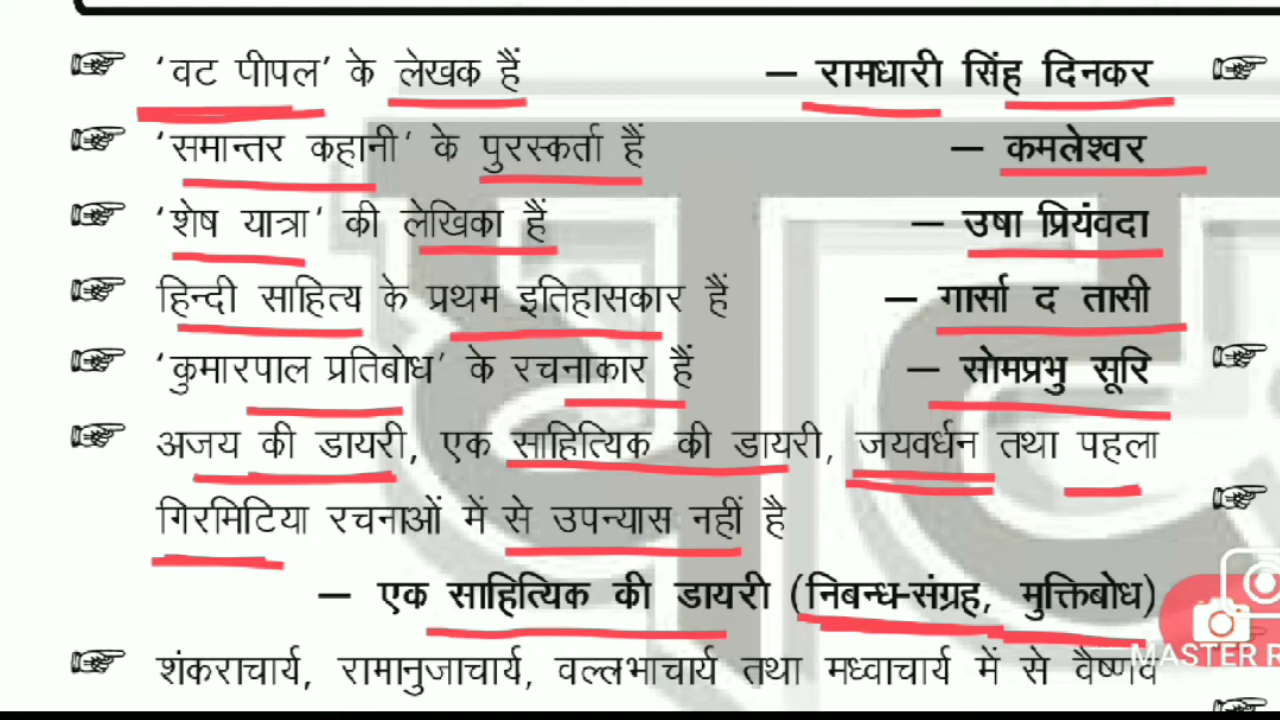 'वट पीपल' के लेखक हैं – रामधारी सिंह दिनकर
'समान्तर कहानी' के पुरस्कर्ता हैं – कमलेश्वर
'शेष यात्रा' की लेखिका हैं – उषा प्रियंवदा
हिन्दी साहित्य के प्रथम इतिहासकार हैं – गार्सा द तासी
'कुमारपाल प्रतिबोध' के रचनाकार हैं – सोमप्रभु सूरि
अजय की डायरी, एक साहित्यिक की डायरी, जयवर्धन तथा पहला
गिरमिटिया रचनाओं में से उपन्यास नहीं है
– एक साहित्यिक की डायरी (निबन्ध-संग्रह, मुक्तिबोध)
शंकराचार्य, रामानुजाचार्य, वल्लभाचार्य तथा मध्वाचार्य में से वैष्णव
MASTER R